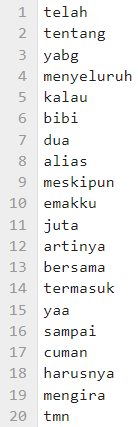 1 telah
2 tentang
3 yabg
4 menyeluruh
5 kalau
6 bibi
7 dua
8 alias
9 meskipun
10 emakku
11 juta
12 artinya
13 bersama
14 termasuk
15 yaa
16 sampai
17 cuman
18 harusnya
19 mengira
20 tmn